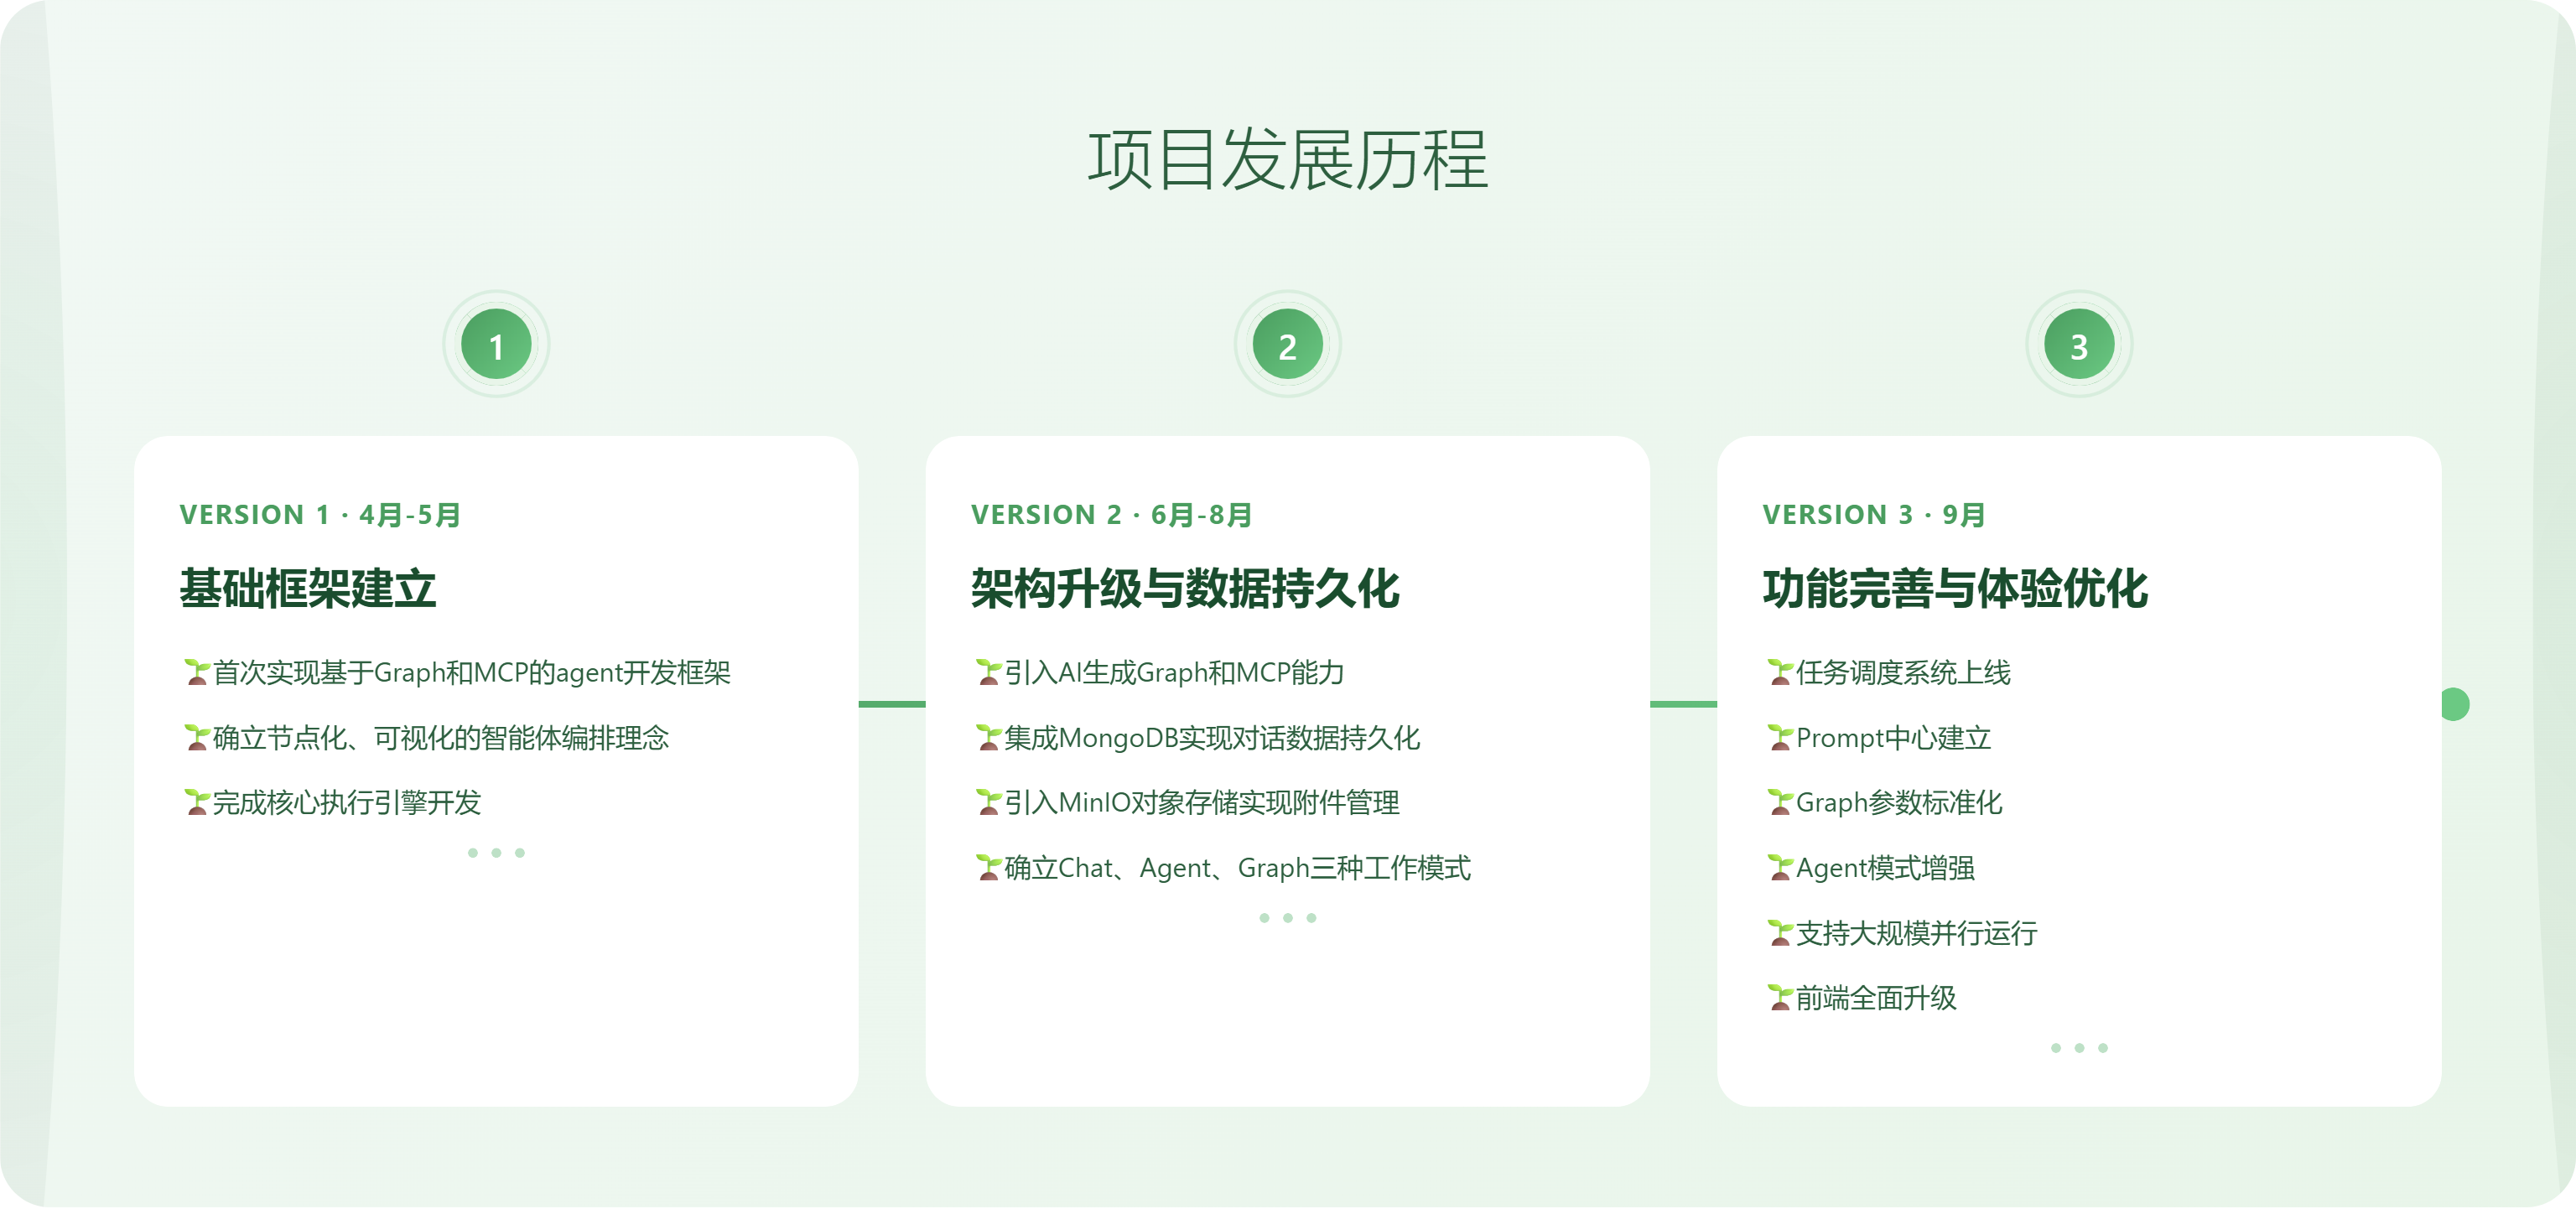 项目发展历程
1
VERSION 1 · 4月-5月
基础框架建立
🌱首次实现基于Graph和MCP的agent开发框架
🌱确立节点化、可视化的智能体编排理念
🌱完成核心执行引擎开发
2
VERSION 2 · 6月-8月
架构升级与数据持久化
🌱引入AI生成Graph和MCP能力
🌱集成MongoDB实现对话数据持久化
🌱引入MinIO对象存储实现附件管理
🌱确立Chat、Agent、Graph三种工作模式
3
VERSION 3 · 9月
功能完善与体验优化
🌱任务调度系统上线
🌱Prompt中心建立
🌱Graph参数标准化
🌱Agent模式增强
🌱支持大规模并行运行
🌱前端全面升级